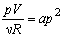 pV/νR = ap²